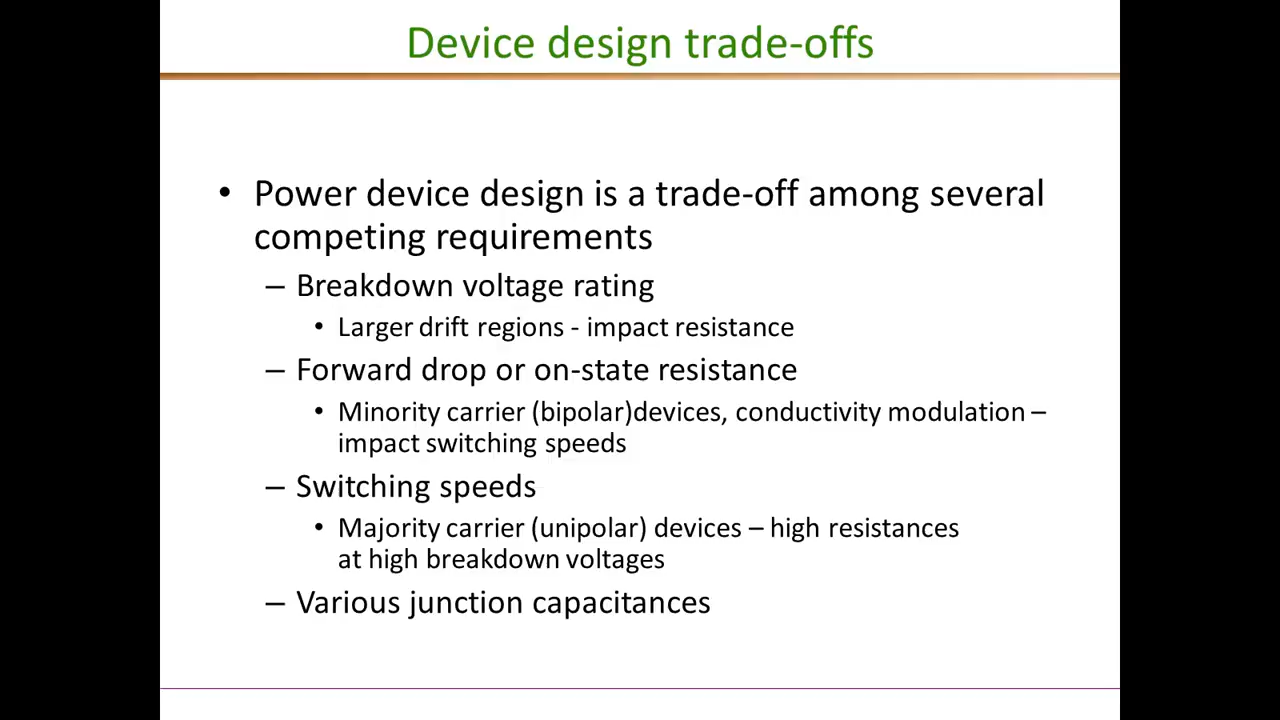 Device design trade-offs
• Power device design is a trade-off among several
competing requirements
– Breakdown voltage rating
• Larger drift regions - impact resistance
– Forward drop or on-state resistance
• Minority carrier (bipolar)devices, conductivity modulation –
impact switching speeds
– Switching speeds
• Majority carrier (unipolar) devices – high resistances
at high breakdown voltages
– Various junction capacitances